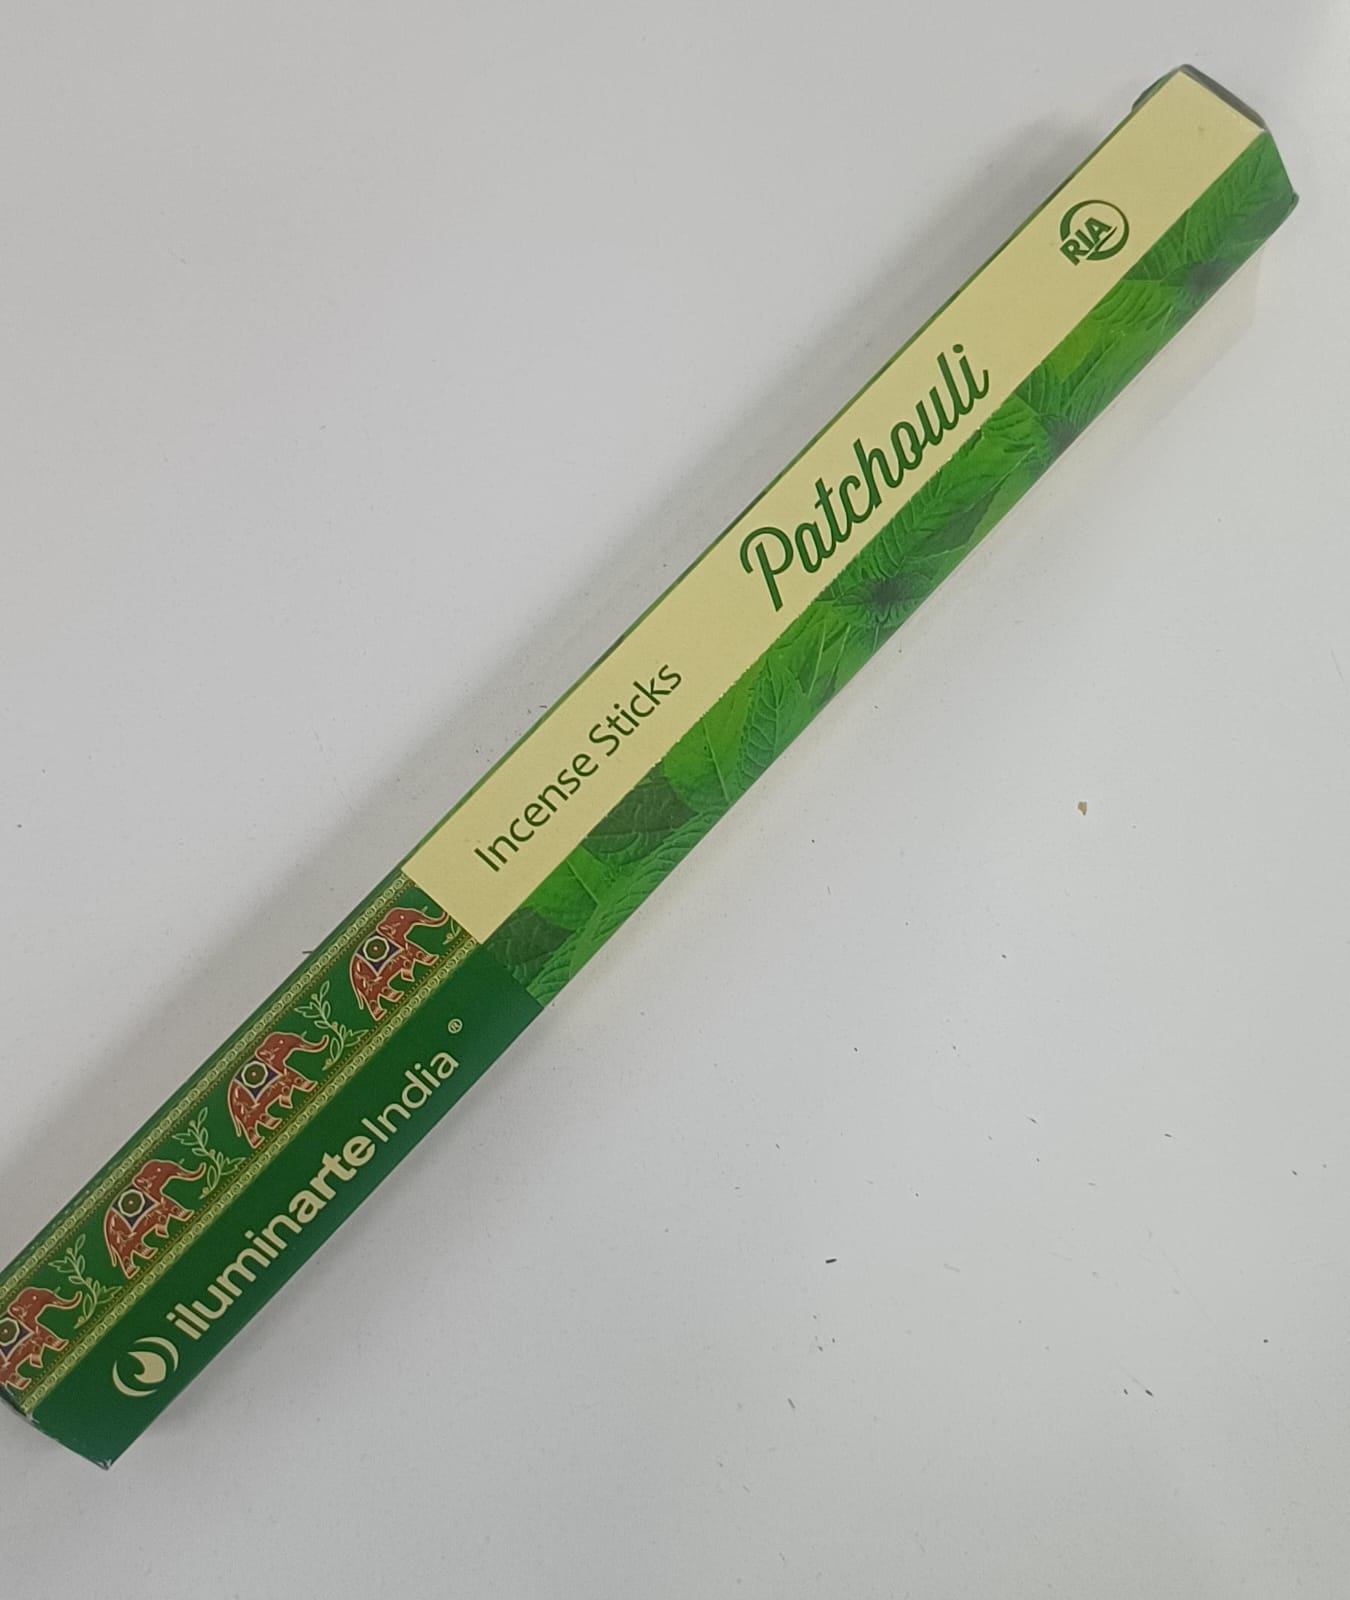 iluminarteIndia ®
Incense Sticks
Patchouli
RIA